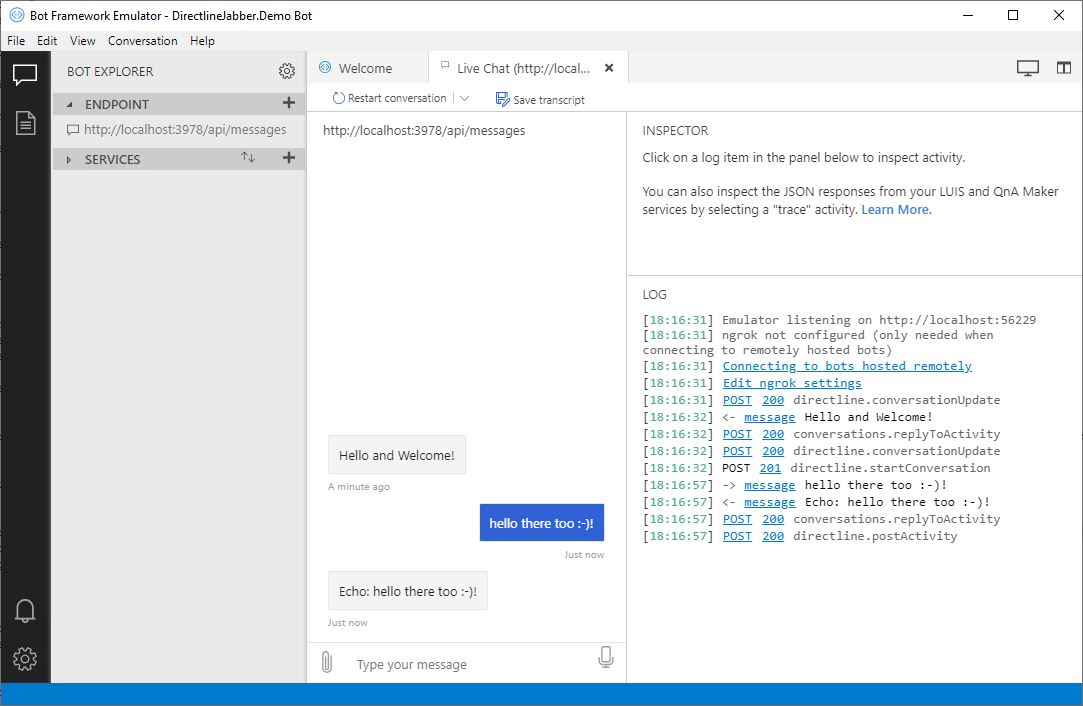 Bot Framework Emulator - DirectlineJabber.Demo Bot
File Edit View Conversation Help
BOT EXPLORER
ENDPOINT
http://localhost:3978/api/messages
SERVICES
Welcome
Live Chat (http://local...
Restart conversation
Save transcript
http://localhost:3978/api/messages
Hello and Welcome!
A minute ago
hello there too :-)!
Just now
Echo: hello there too :-)!
Just now
Type your message
INSPECTOR
Click on a log item in the panel below to inspect activity.
You can also inspect the JSON responses from your LUIS and QnA Maker
services by selecting a "trace" activity. Learn More.
LOG
[18:16:31] Emulator listening on http://localhost:56229
[18:16:31] ngrok not configured (only needed when
connecting to remotely hosted bots)
[18:16:31] Connecting to bots hosted remotely
[18:16:31] Edit ngrok settings
[18:16:31] POST 200 directline.conversationUpdate
[18:16:32] <- message Hello and Welcome!
[18:16:32] POST 200 conversations.replyToActivity
[18:16:32] POST 200 directline.conversationUpdate
[18:16:32] POST 201 directline.startConversation
[18:16:57] -> message hello there too :-)!
[18:16:57] <- message Echo: hello there too :-)!
[18:16:57] POST 200 conversations.replyToActivity
[18:16:57] POST 200 directline.postActivity